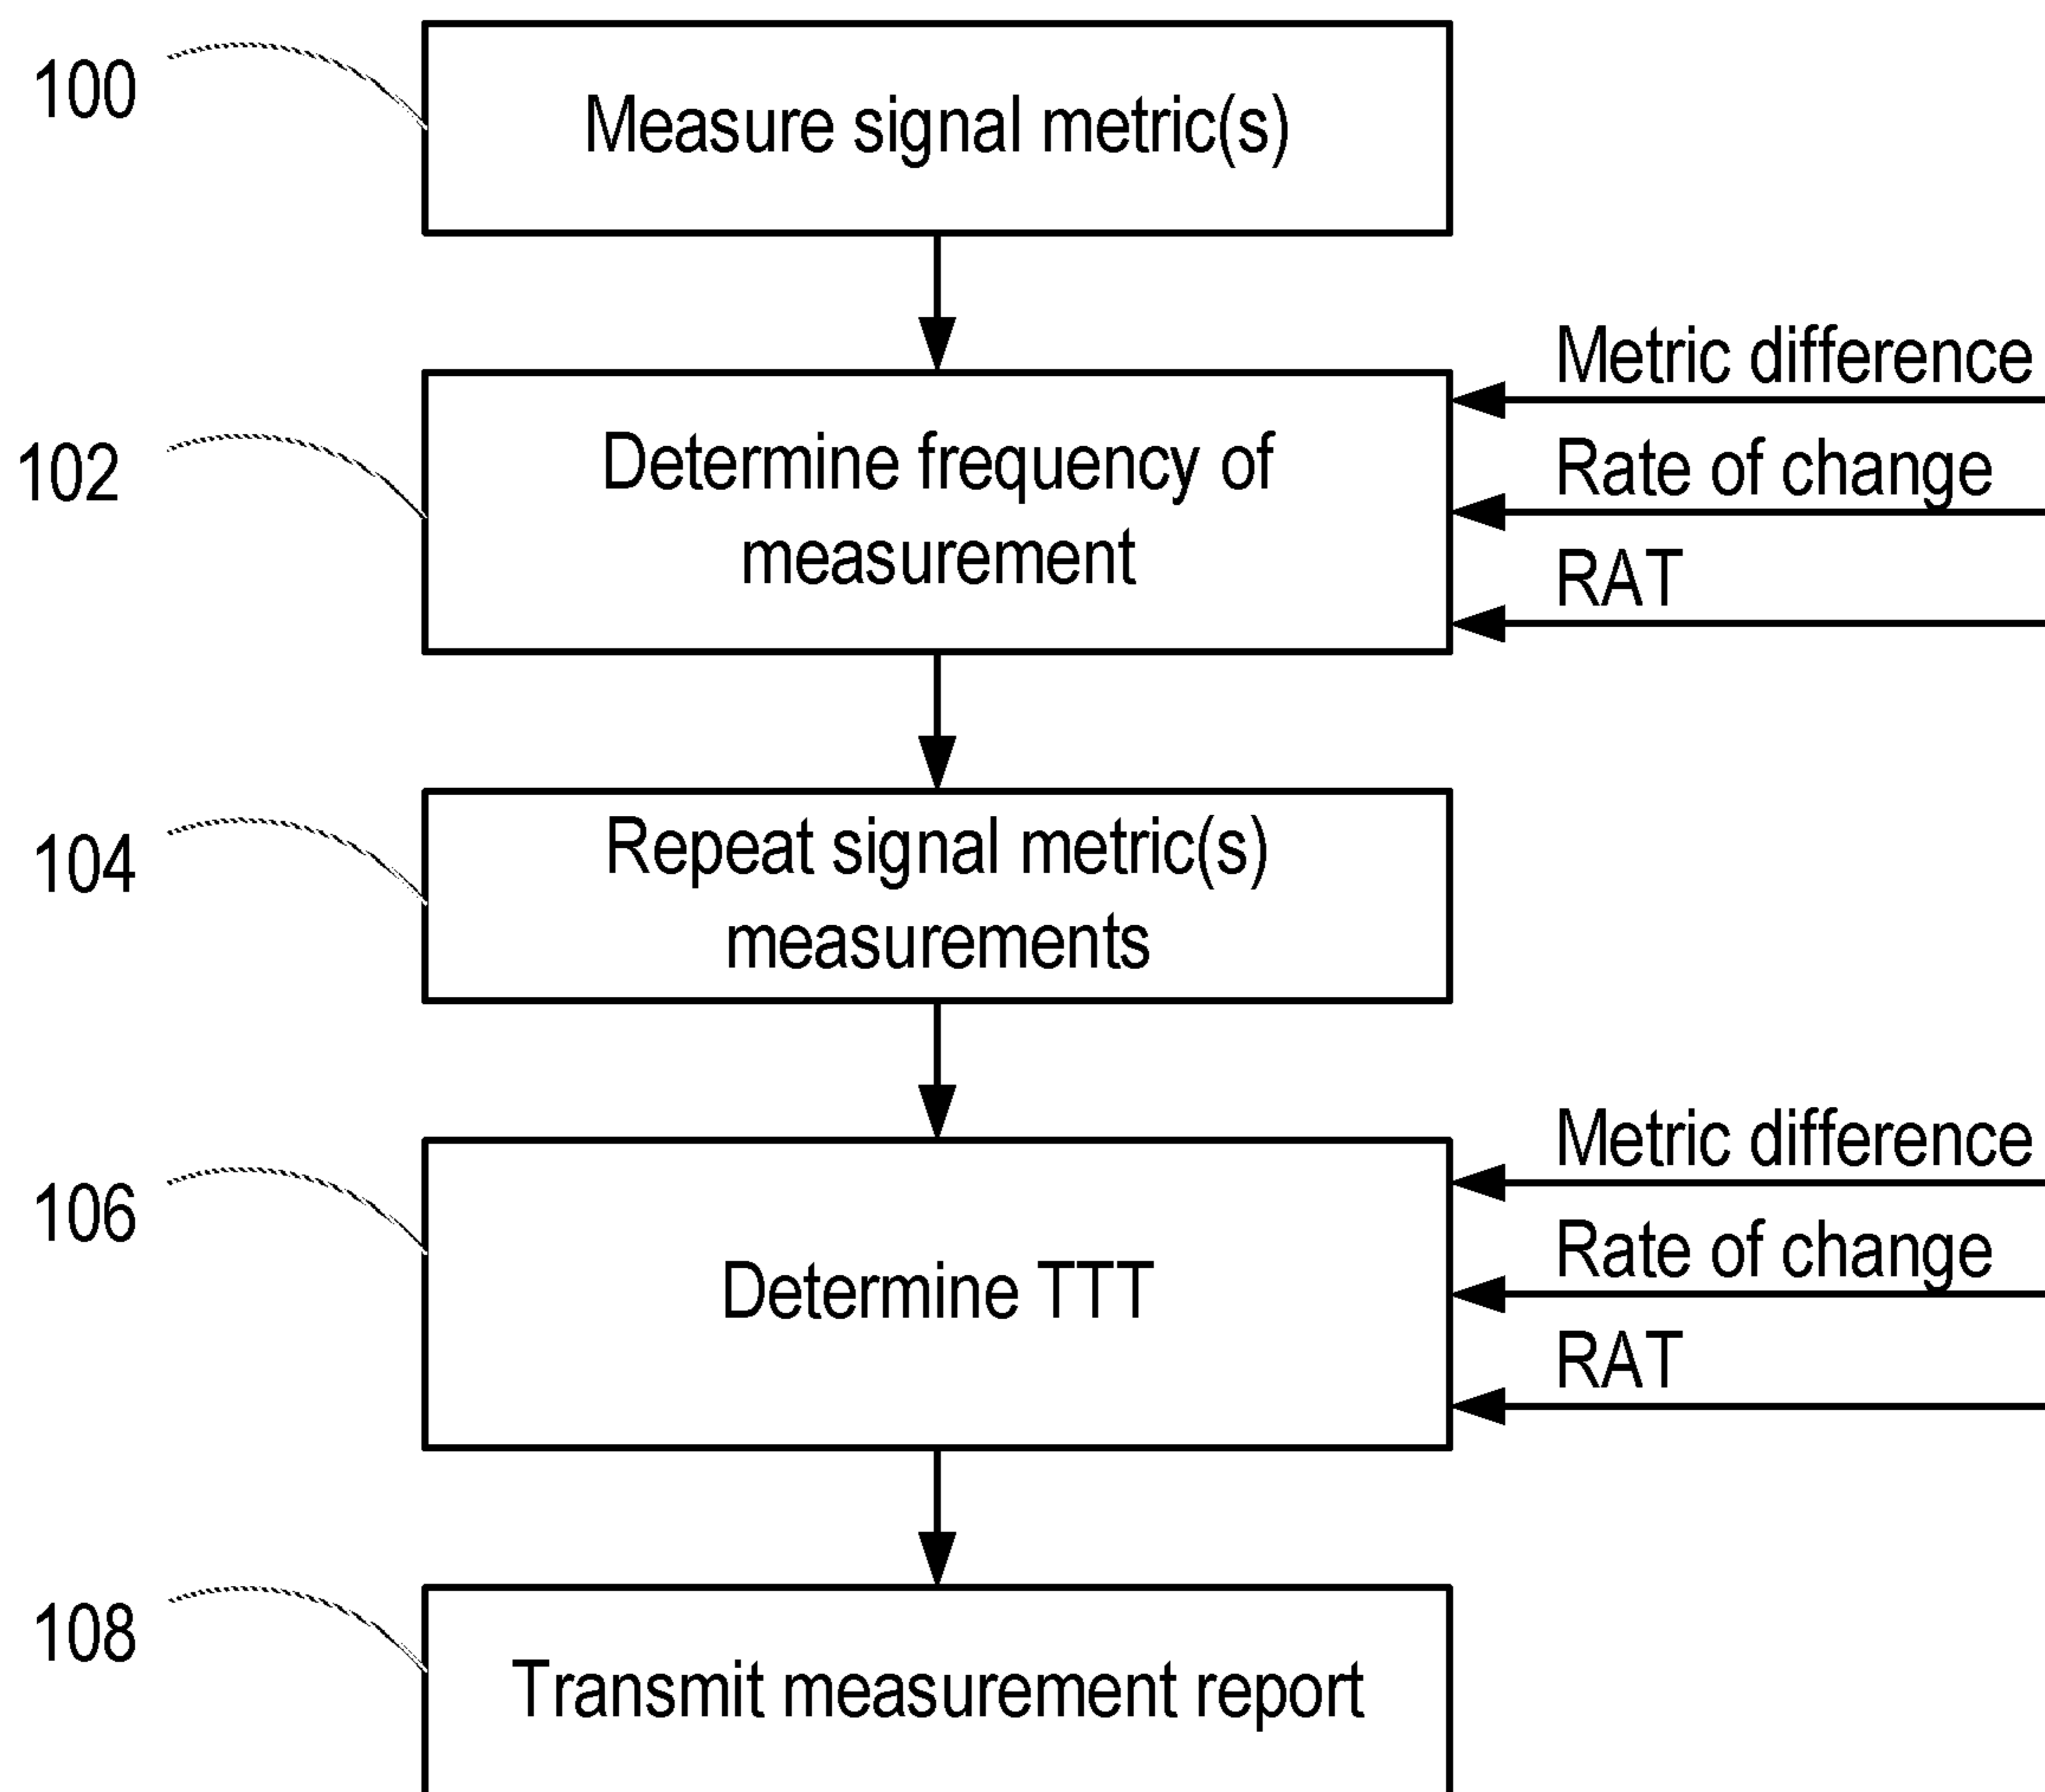 100
Measure signal metric(s)
102
Determine frequency of
measurement
Metric difference
Rate of change
RAT
104
Repeat signal metric(s)
measurements
106
Determine TTT
Metric difference
Rate of change
RAT
108
Transmit measurement report